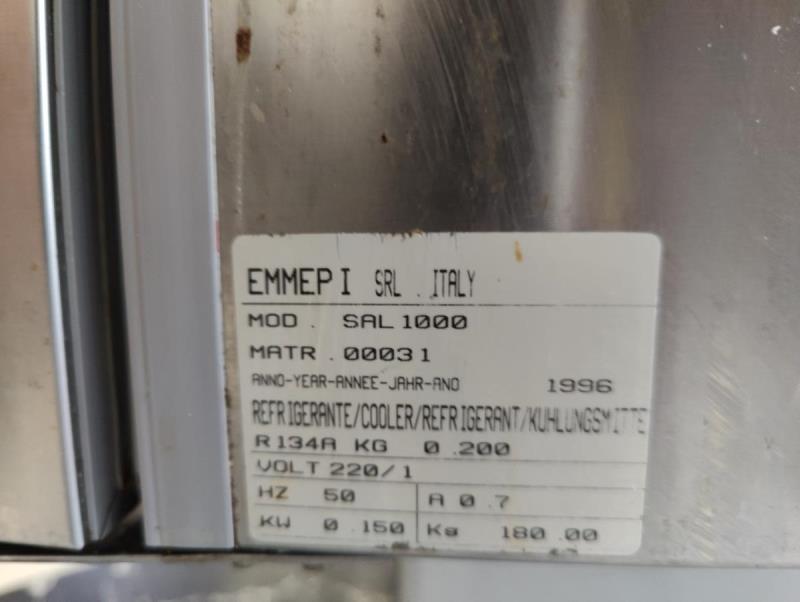 EMMEPI SRL . ITALY
MOD . SAL 1000
MATR . 00031
ANNO-YEAR-ANNEE-JAHR-ANO 1996
REFRIGERANTE/COOLER/REFRIGERANT/KUHLUNGSMITTE
R134A KG 0.200
VOLT 220/1
HZ 50 A 0.7
KW 0.150 Kg 180.00